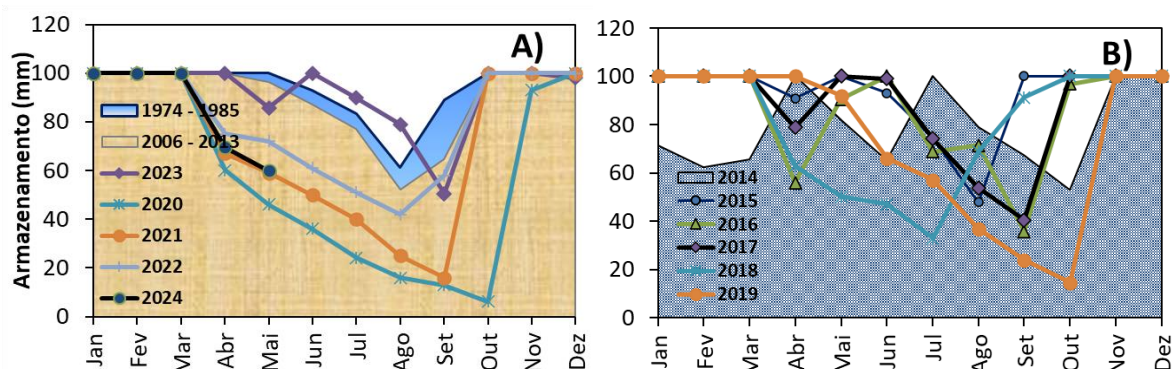 Armazenamento (mm)
120
100
80
60
40
20
0
A)
1974 - 1985
2006 - 2013
2023
2020
2021
2022
2024
Jan
Fev
Mar
Abr
Mai
Jun
Jul
Ago
Set
Out
Nov
Dez
120
100
80
60
40
20
0
B)
2014
2015
2016
2017
2018
2019
Jan
Fev
Mar
Abr
Mai
Jun
Jul
Ago
Set
Out
Nov
Dez